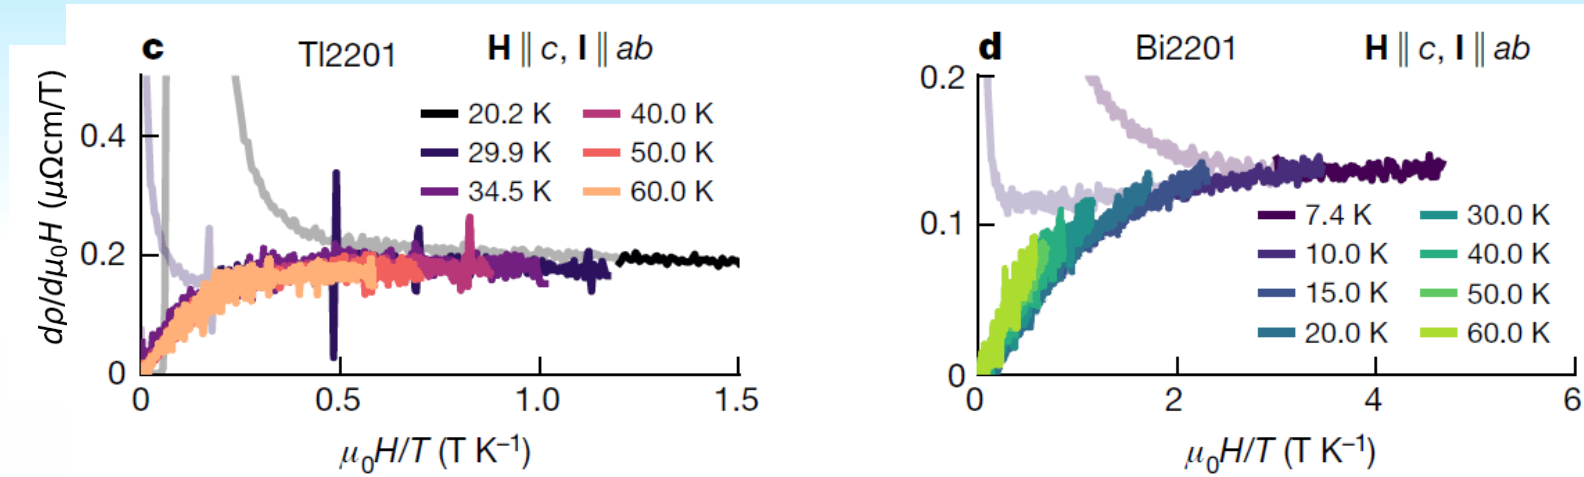 c Tl2201 H || c, I || ab
20.2 K 40.0 K
29.9 K 50.0 K
34.5 K 60.0 K
dρ/dμ₀H (μΩcm/T)
0.4
0.2
0
0 0.5 1.0 1.5
μ₀H/T (T K⁻¹)
d Bi2201 H || c, I || ab
0.2
0.1
0
7.4 K 30.0 K
10.0 K 40.0 K
15.0 K 50.0 K
20.0 K 60.0 K
0 2 4 6
μ₀H/T (T K⁻¹)